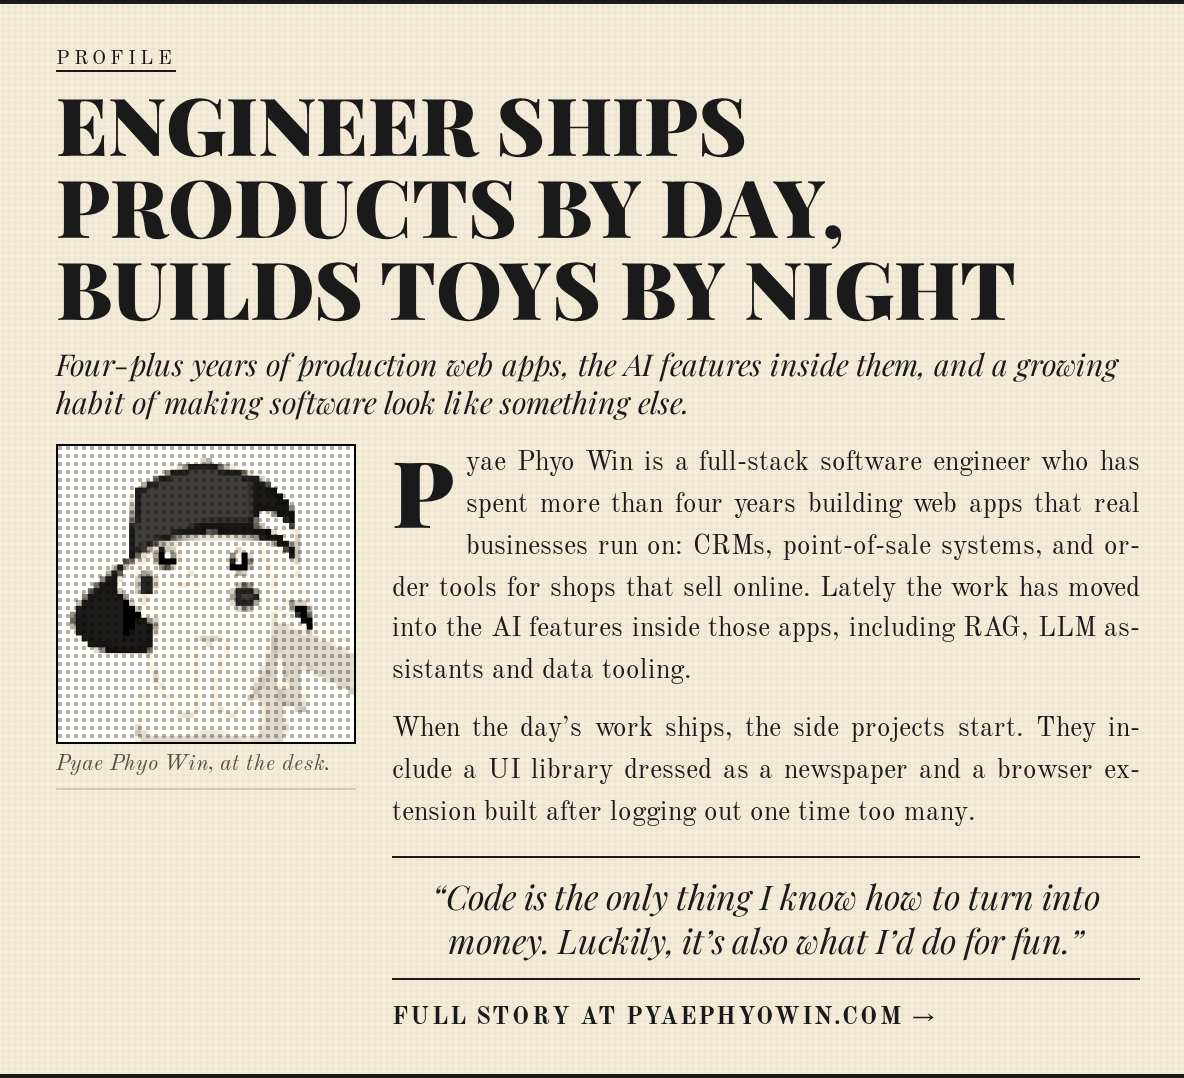 PROFILE
ENGINEER SHIPS
PRODUCTS BY DAY,
BUILDS TOYS BY NIGHT
Four-plus years of production web apps, the AI features inside them, and a growing
habit of making software look like something else.
Pyae Phyo Win is a full-stack software engineer who has
spent more than four years building web apps that real
businesses run on: CRMs, point-of-sale systems, and or-
der tools for shops that sell online. Lately the work has moved
into the AI features inside those apps, including RAG, LLM as-
sistants and data tooling.
When the day’s work ships, the side projects start. They in-
clude a UI library dressed as a newspaper and a browser ex-
tension built after logging out one time too many.
“Code is the only thing I know how to turn into
money. Luckily, it’s also what I’d do for fun.”
FULL STORY AT PYAEPHYOWIN.COM →
Pyae Phyo Win, at the desk.